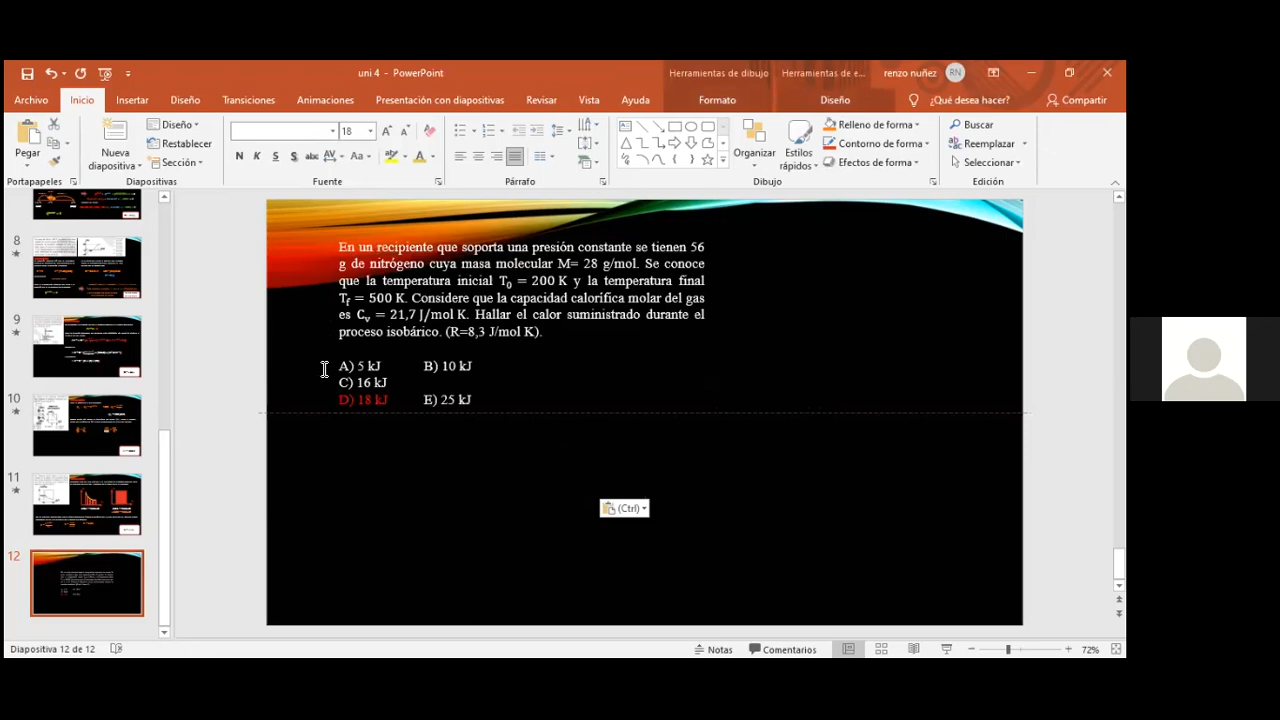 uni 4 - PowerPoint
Herramientas de dibujo
Herramientas de e...
renzo nuñez
RN
Archivo
Inicio
Insertar
Diseño
Transiciones
Animaciones
Presentación con diapositivas
Revisar
Vista
Ayuda
Formato
Diseño
¿Qué desea hacer?
Compartir
Pegar
Nueva diapositiva
Diseño
Restablecer
Sección
18
N K S S abc AV Aa A
Organizar
Estilos rápidos
Relleno de forma
Contorno de forma
Efectos de forma
Buscar
Reemplazar
Seleccionar
Portapapeles
Diapositivas
Fuente
Párrafo
Dibujo
Edición
8
9
10
11
12
En un recipiente que soporta una presión constante se tienen 56
g de nitrógeno cuya masa molecular M= 28 g/mol. Se conoce
que la temperatura inicial T₀ = 200 K y la temperatura final
T_f = 500 K. Considere que la capacidad calorífica molar del gas
es C_v = 21,7 J/mol K. Hallar el calor suministrado durante el
proceso isobárico. (R=8,3 J/mol K).
A) 5 kJ B) 10 kJ
C) 16 kJ
D) 18 kJ E) 25 kJ
(Ctrl)
Diapositiva 12 de 12
Notas
Comentarios
72%